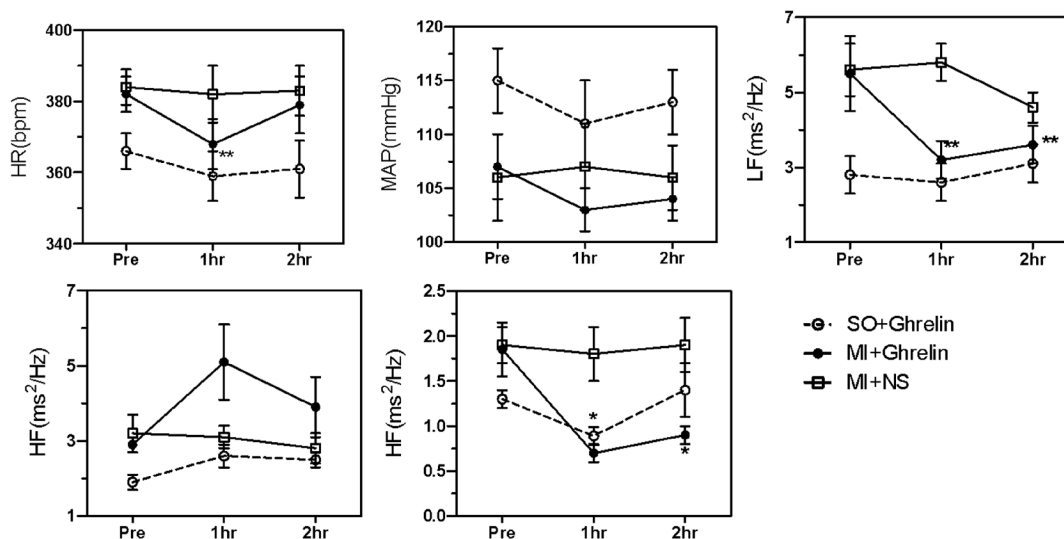 HR(bpm)
400
380
360
340
**
Pre 1hr 2hr
MAP(mmHg)
120
115
110
105
100
Pre 1hr 2hr
LF(ms²/Hz)
7
5
3
1
**
**
Pre 1hr 2hr
HF(ms²/Hz)
7
5
3
1
Pre 1hr 2hr
HF(ms²/Hz)
2.5
2.0
1.5
1.0
0.5
0.0
*
*
Pre 1hr 2hr
SO+Ghrelin
MI+Ghrelin
MI+NS